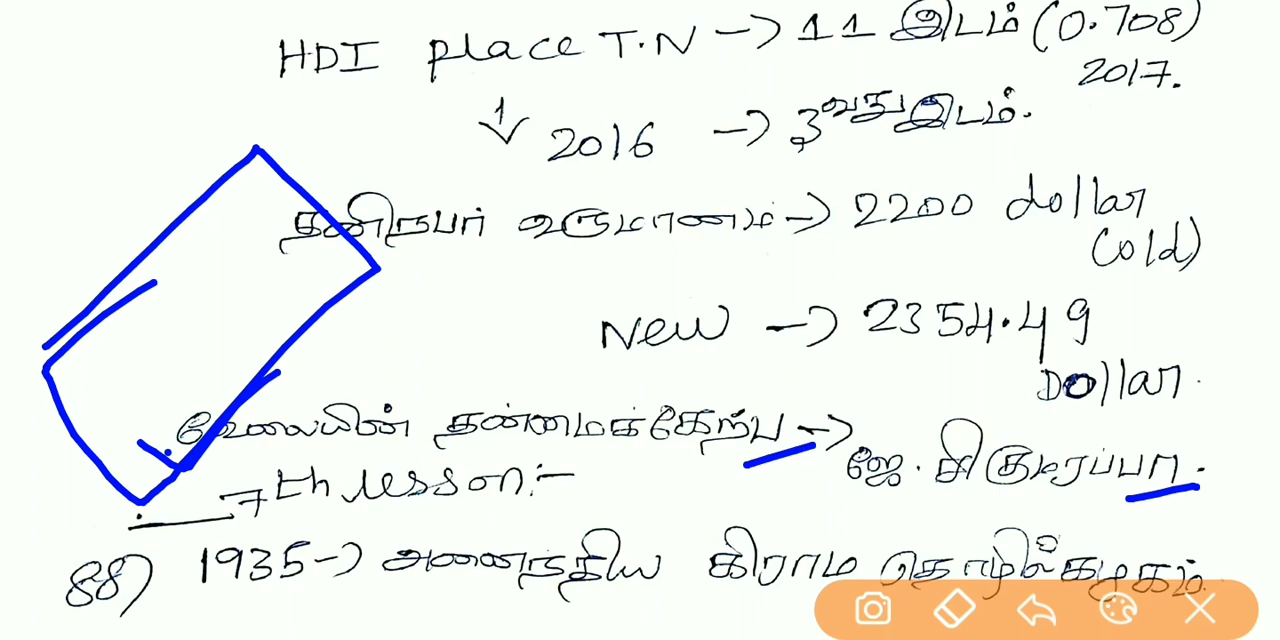 HDI place T.N -> 11 இடம் (0.708)
2017.
2016 -> 3வது இடம்.
தனிநபர் வருமானம் -> 2200 dollar
(old)
New -> 2354.49
Dollar.
வேலையின் தன்மைக்கேற்ப ->
ஜே. கிருமரப்பா.
7th lesson:-
88) 1935 -> அனைந்திய கிராம தொழில்கழகம்.